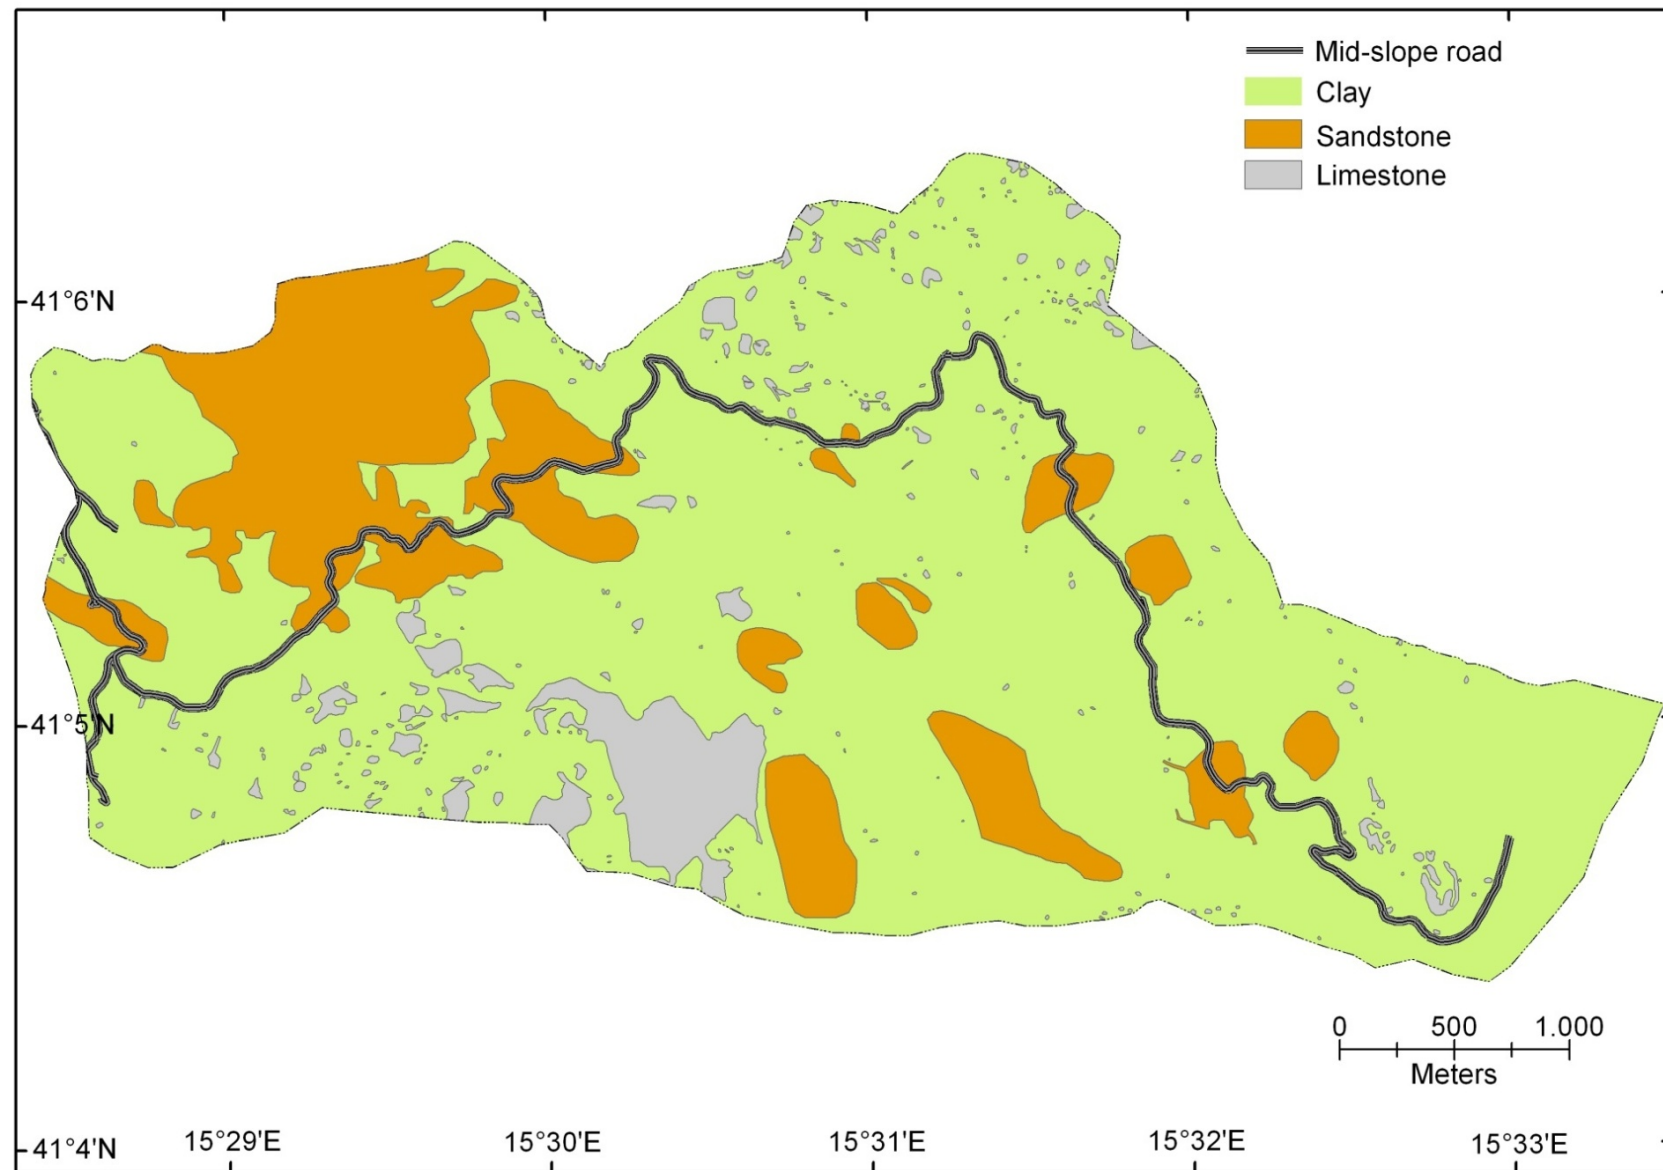 Mid-slope road
Clay
Sandstone
Limestone
41°6'N
41°5'N
0 500 1.000
Meters
41°4'N 15°29'E 15°30'E 15°31'E 15°32'E 15°33'E